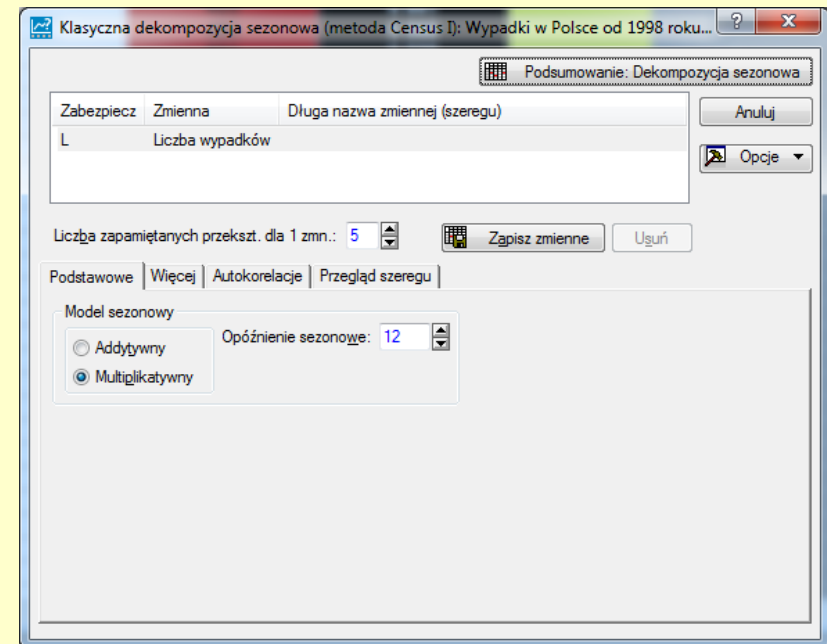 Klasyczna dekompozycja sezonowa (metoda Census I): Wypadki w Polsce od 1998 roku...
Podsumowanie: Dekompozycja sezonowa
Zabezpiecz Zmienna Długa nazwa zmiennej (szeregu)
Anuluj
L Liczba wypadków
Opcje
Liczba zapamiętanych przekszt. dla 1 zmn.: 5 Zapisz zmienne Usuń
Podstawowe Więcej Autokorelacje Przegląd szeregu
Model sezonowy
Opóźnienie sezonowe: 12
Addytywny
Multiplikatywny